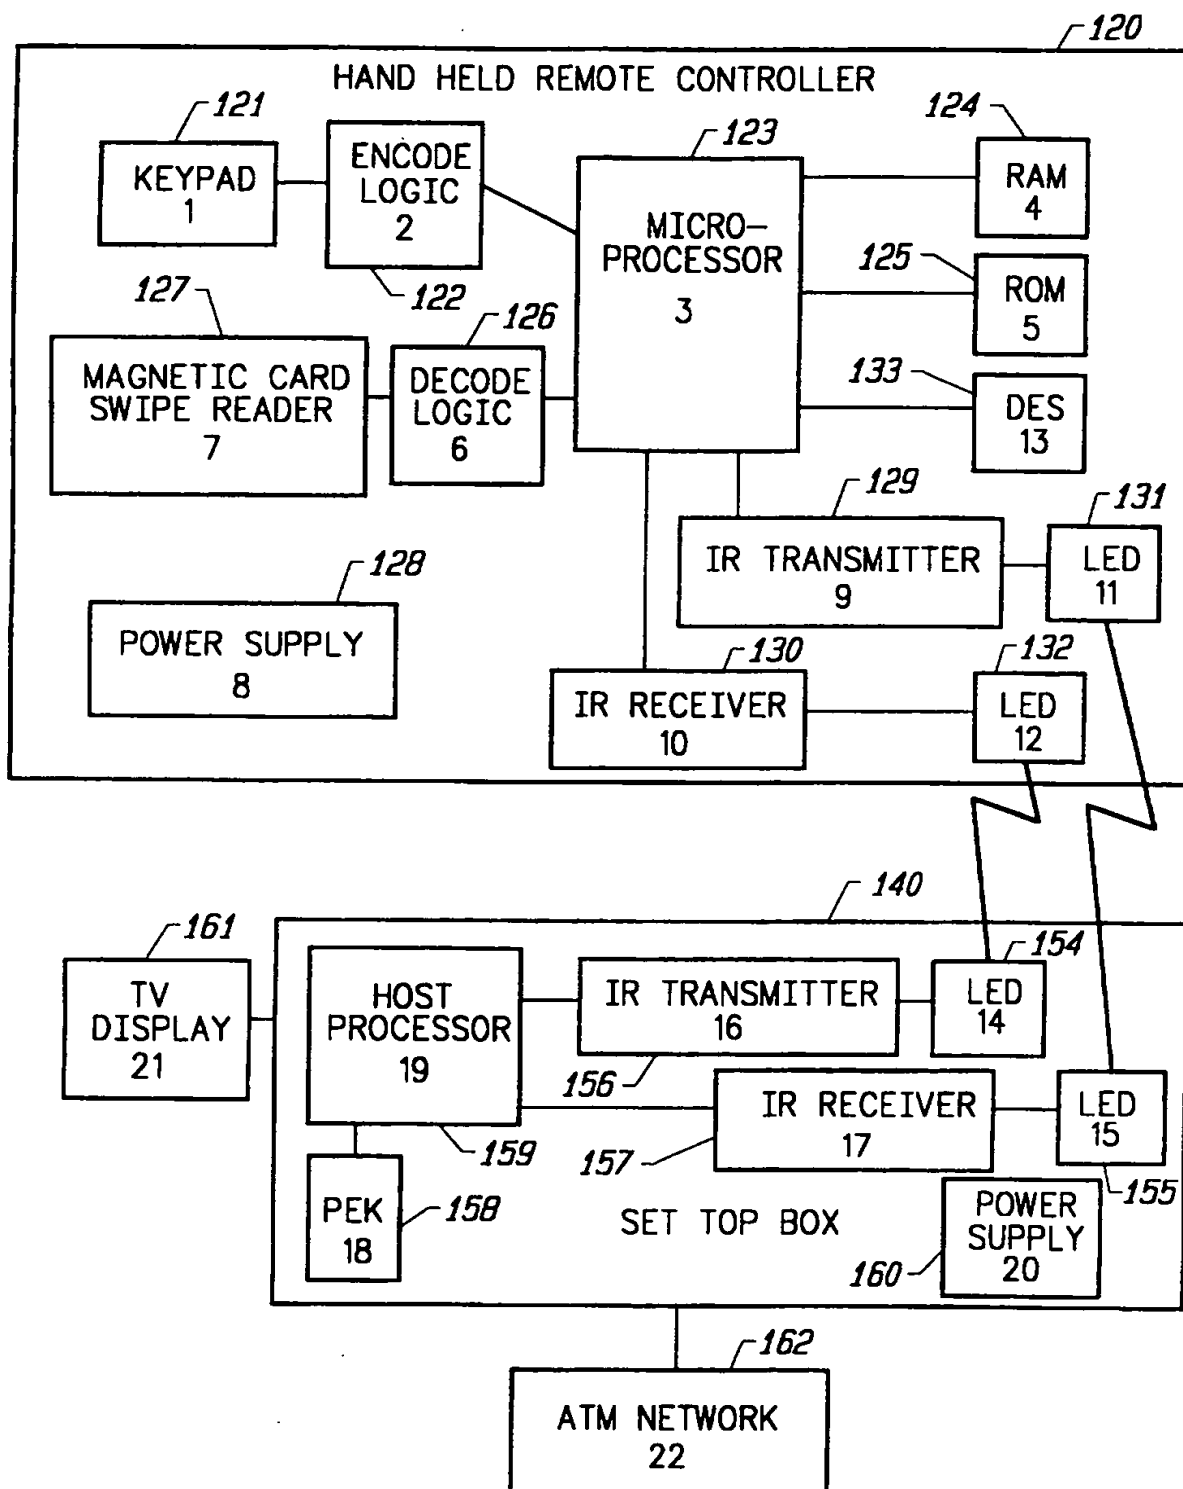 120
HAND HELD REMOTE CONTROLLER
121
KEYPAD
1
ENCODE
LOGIC
2
122
123
MICRO-
PROCESSOR
3
124
RAM
4
125
ROM
5
133
DES
13
127
MAGNETIC CARD
SWIPE READER
7
126
DECODE
LOGIC
6
129
IR TRANSMITTER
9
131
LED
11
128
POWER SUPPLY
8
130
IR RECEIVER
10
132
LED
12
140
161
TV
DISPLAY
21
HOST
PROCESSOR
19
159
IR TRANSMITTER
16
156
154
LED
14
IR RECEIVER
17
157
LED
15
155
PEK
18
158
SET TOP BOX
POWER
SUPPLY
20
160
162
ATM NETWORK
22